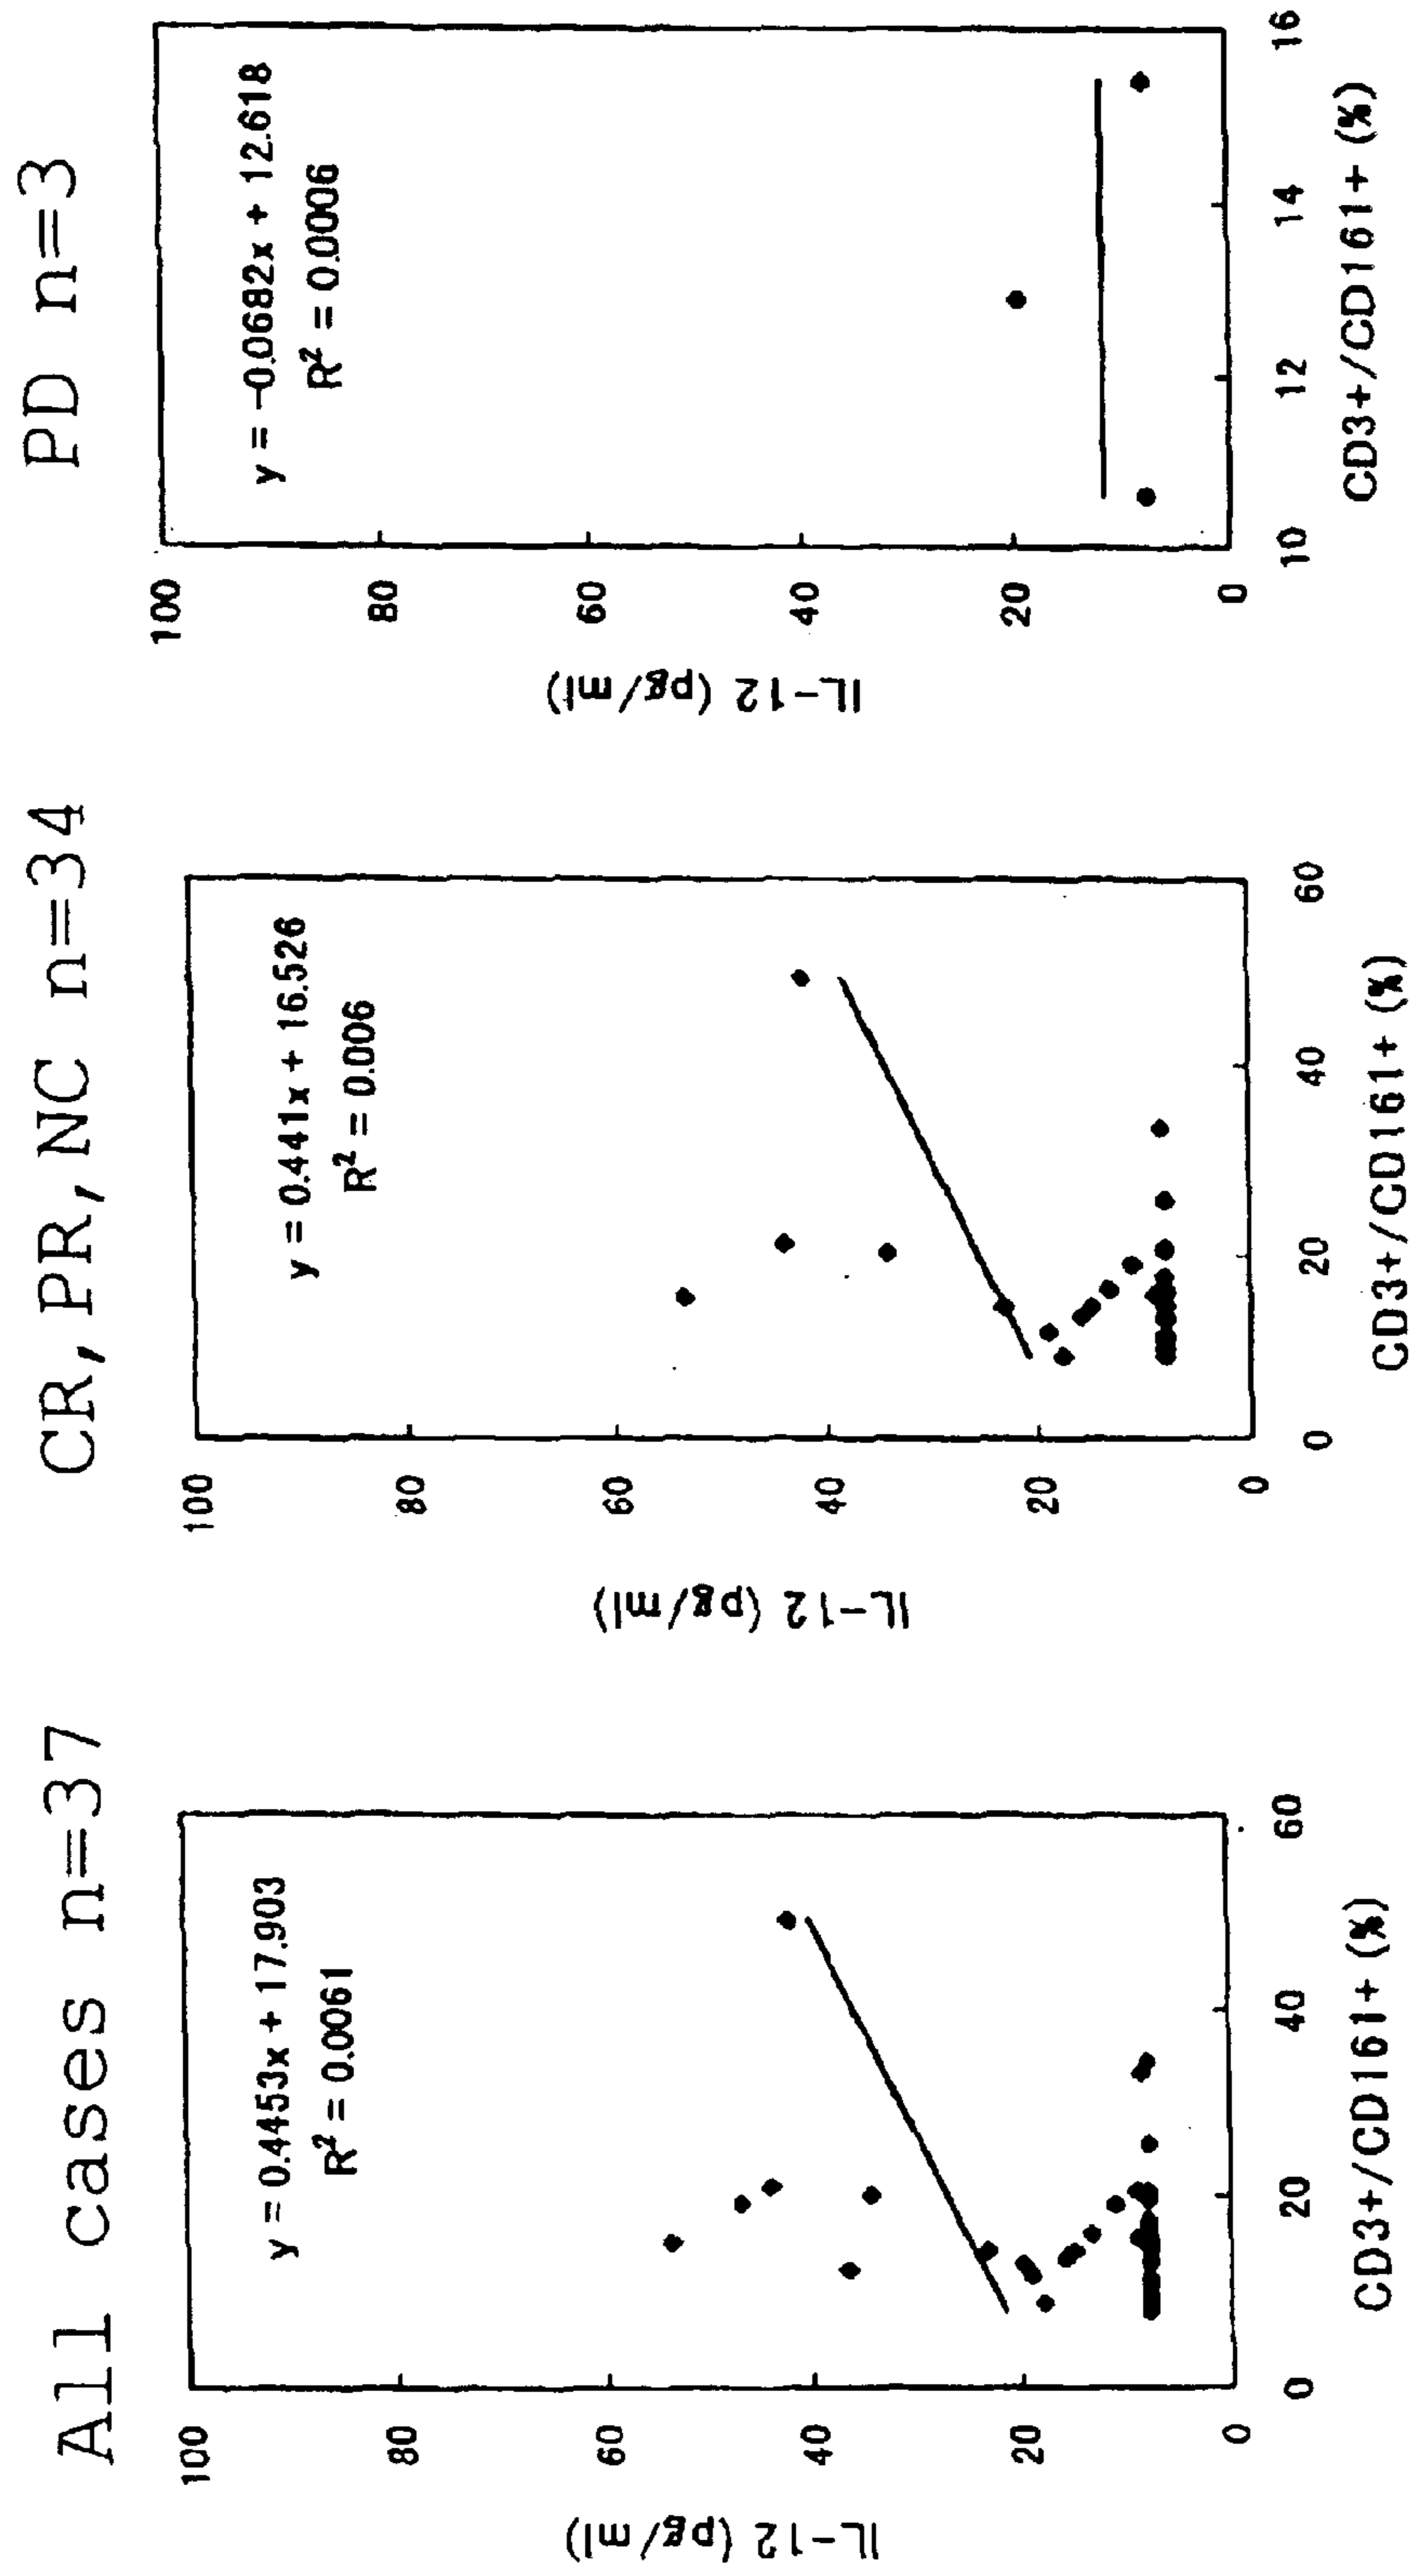 All cases n=37
y = 0.4453x + 17.903
R² = 0.0061
100
80
60
40
20
0
IL-12 (pg/ml)
0
20
40
60
CD3+/CD161+ (%)
CR,PR,NC n=34
y = 0.441x + 16.526
R² = 0.006
100
80
60
40
20
0
IL-12 (pg/ml)
0
20
40
60
CD3+/CD161+ (%)
PD n=3
y = -0.0682x + 12.618
R² = 0.0006
100
80
60
40
20
0
IL-12 (pg/ml)
10
12
14
16
CD3+/CD161+ (%)